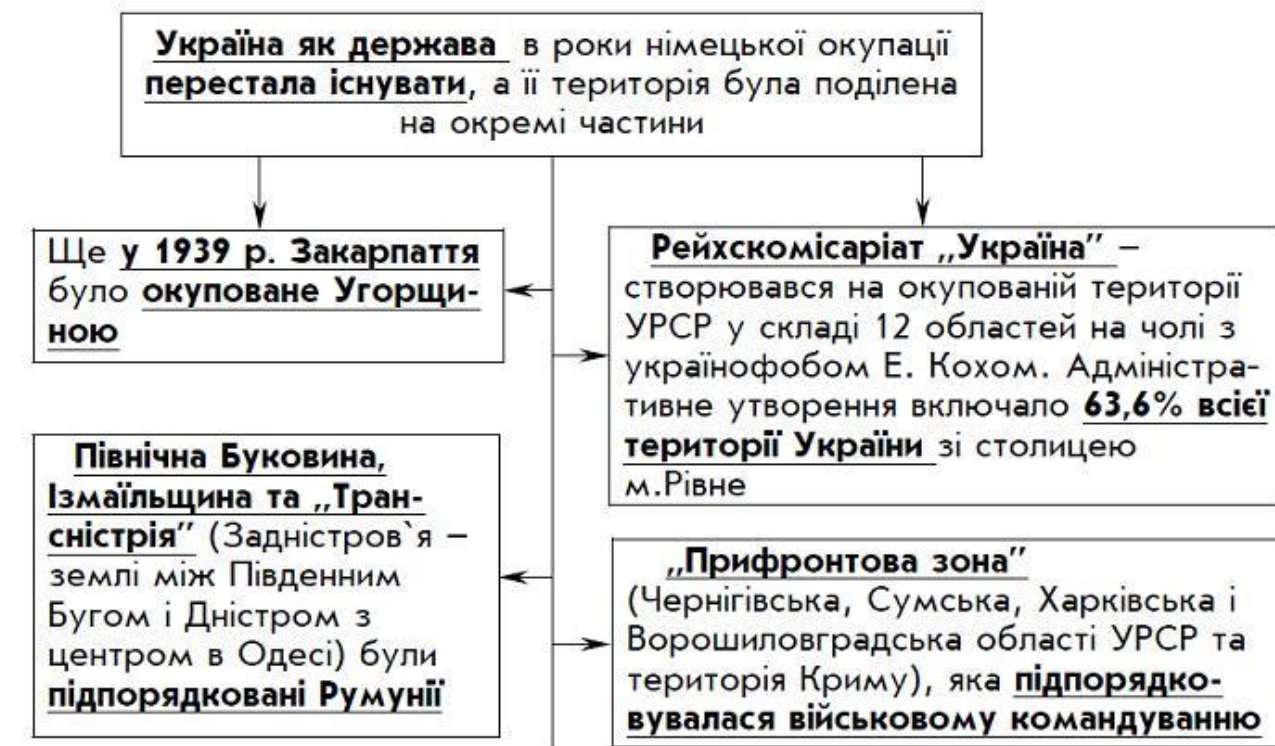 Україна як держава в роки німецької окупації
перестала існувати, а її територія була поділена
на окремі частини
Ще у 1939 р. Закарпаття
було окуповане Угорщи-
ною
Рейхскомісаріат „Україна” –
створювався на окупованій території
УРСР у складі 12 областей на чолі з
українофобом Е. Кохом. Адміністра-
тивне утворення включало 63,6% всієї
території України зі столицею
м.Рівне
Північна Буковина,
Ізмаїльщина та „Тран-
сністрія” (Задністров`я –
землі між Південним
Бугом і Дністром з
центром в Одесі) були
підпорядковані Румунії
„Прифронтова зона”
(Чернігівська, Сумська, Харківська і
Ворошиловградська області УРСР та
територія Криму), яка підпорядко-
вувалася військовому командуванню